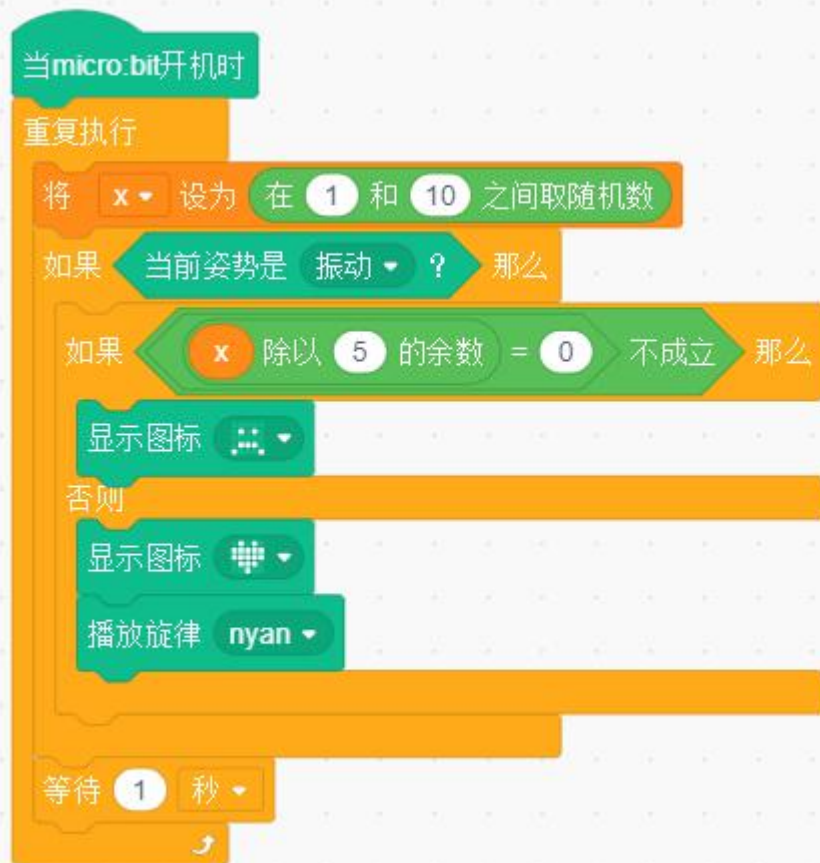 当micro:bit开机时
重复执行
将 x 设为 在 1 和 10 之间取随机数
如果 当前姿势是 振动 ? 那么
如果 x 除以 5 的余数 = 0 不成立 那么
显示图标
否则
显示图标
播放旋律 nyan
等待 1 秒